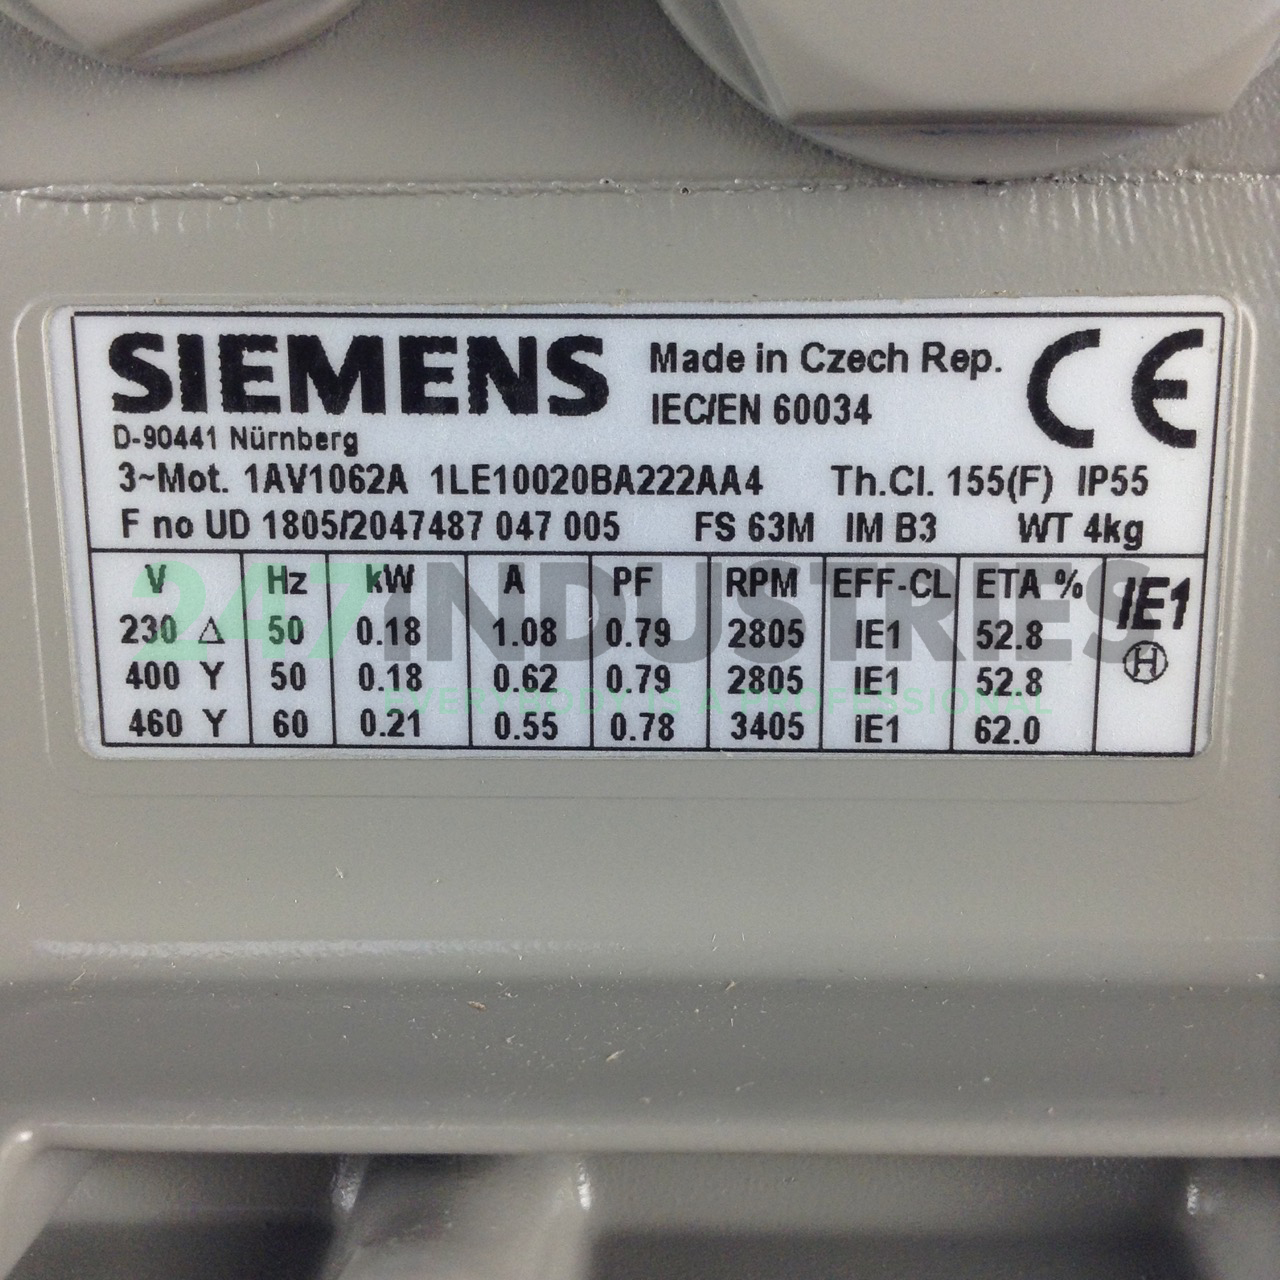 SIEMENS
Made in Czech Rep.
IEC/EN 60034
CE
D-90441 Nürnberg
3~Mot. 1AV1062A 1LE10020BA222AA4 Th.Cl. 155(F) IP55
F no UD 1805/2047487 047 005 FS 63M IM B3 WT 4kg
V Hz kW A PF RPM EFF-CL ETA % IE1
230 Δ 50 0.18 1.08 0.79 2805 IE1 52.8
400 Y 50 0.18 0.62 0.79 2805 IE1 52.8 H
460 Y 60 0.21 0.55 0.78 3405 IE1 62.0
247 INDUSTRIES
EVERYBODY IS A PROFESSIONAL